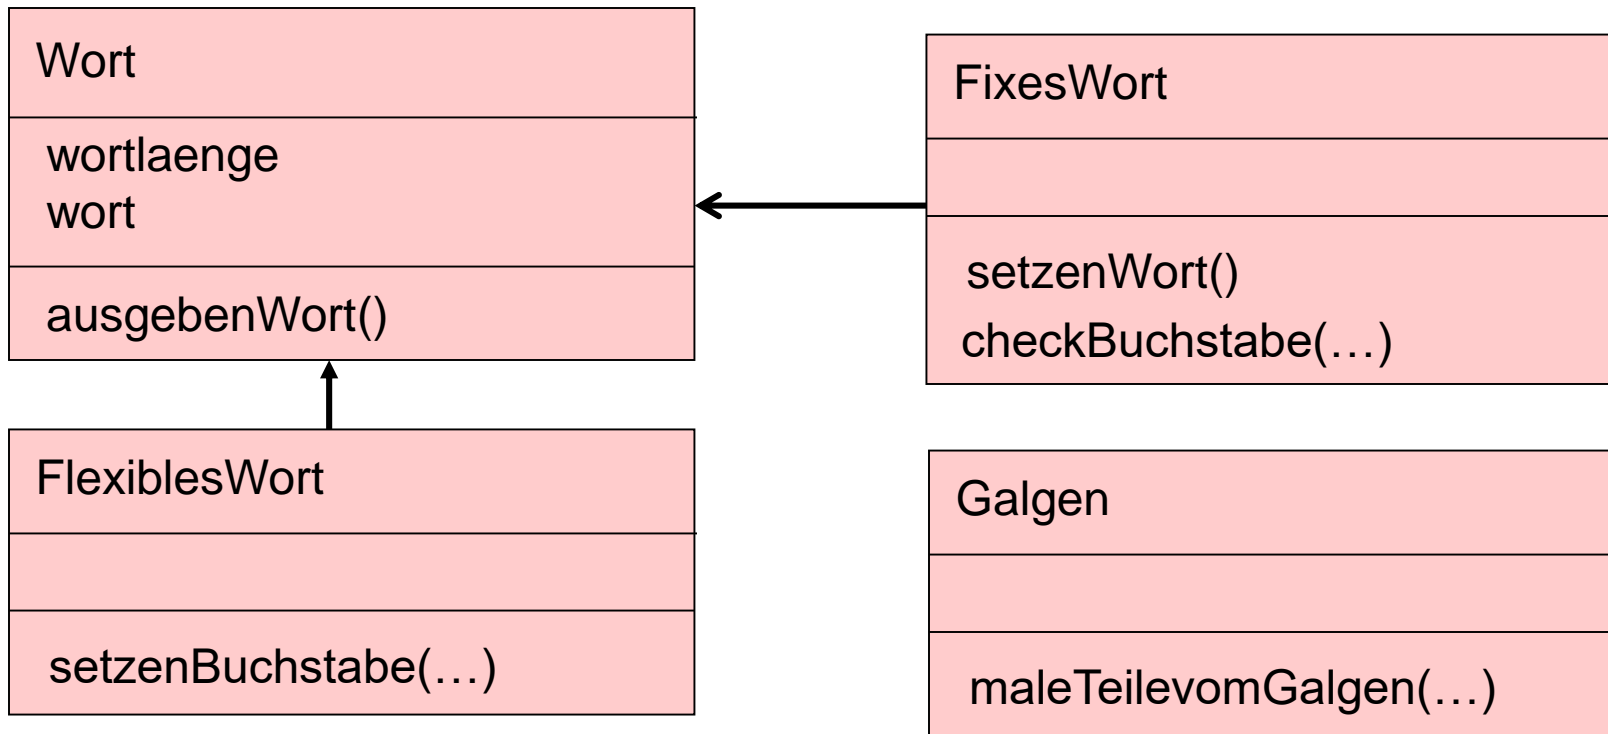 Wort
wortlaenge
wort
ausgebenWort()
FixesWort
setzenWort()
checkBuchstabe(…)
FlexiblesWort
setzenBuchstabe(…)
Galgen
maleTeilevomGalgen(…)